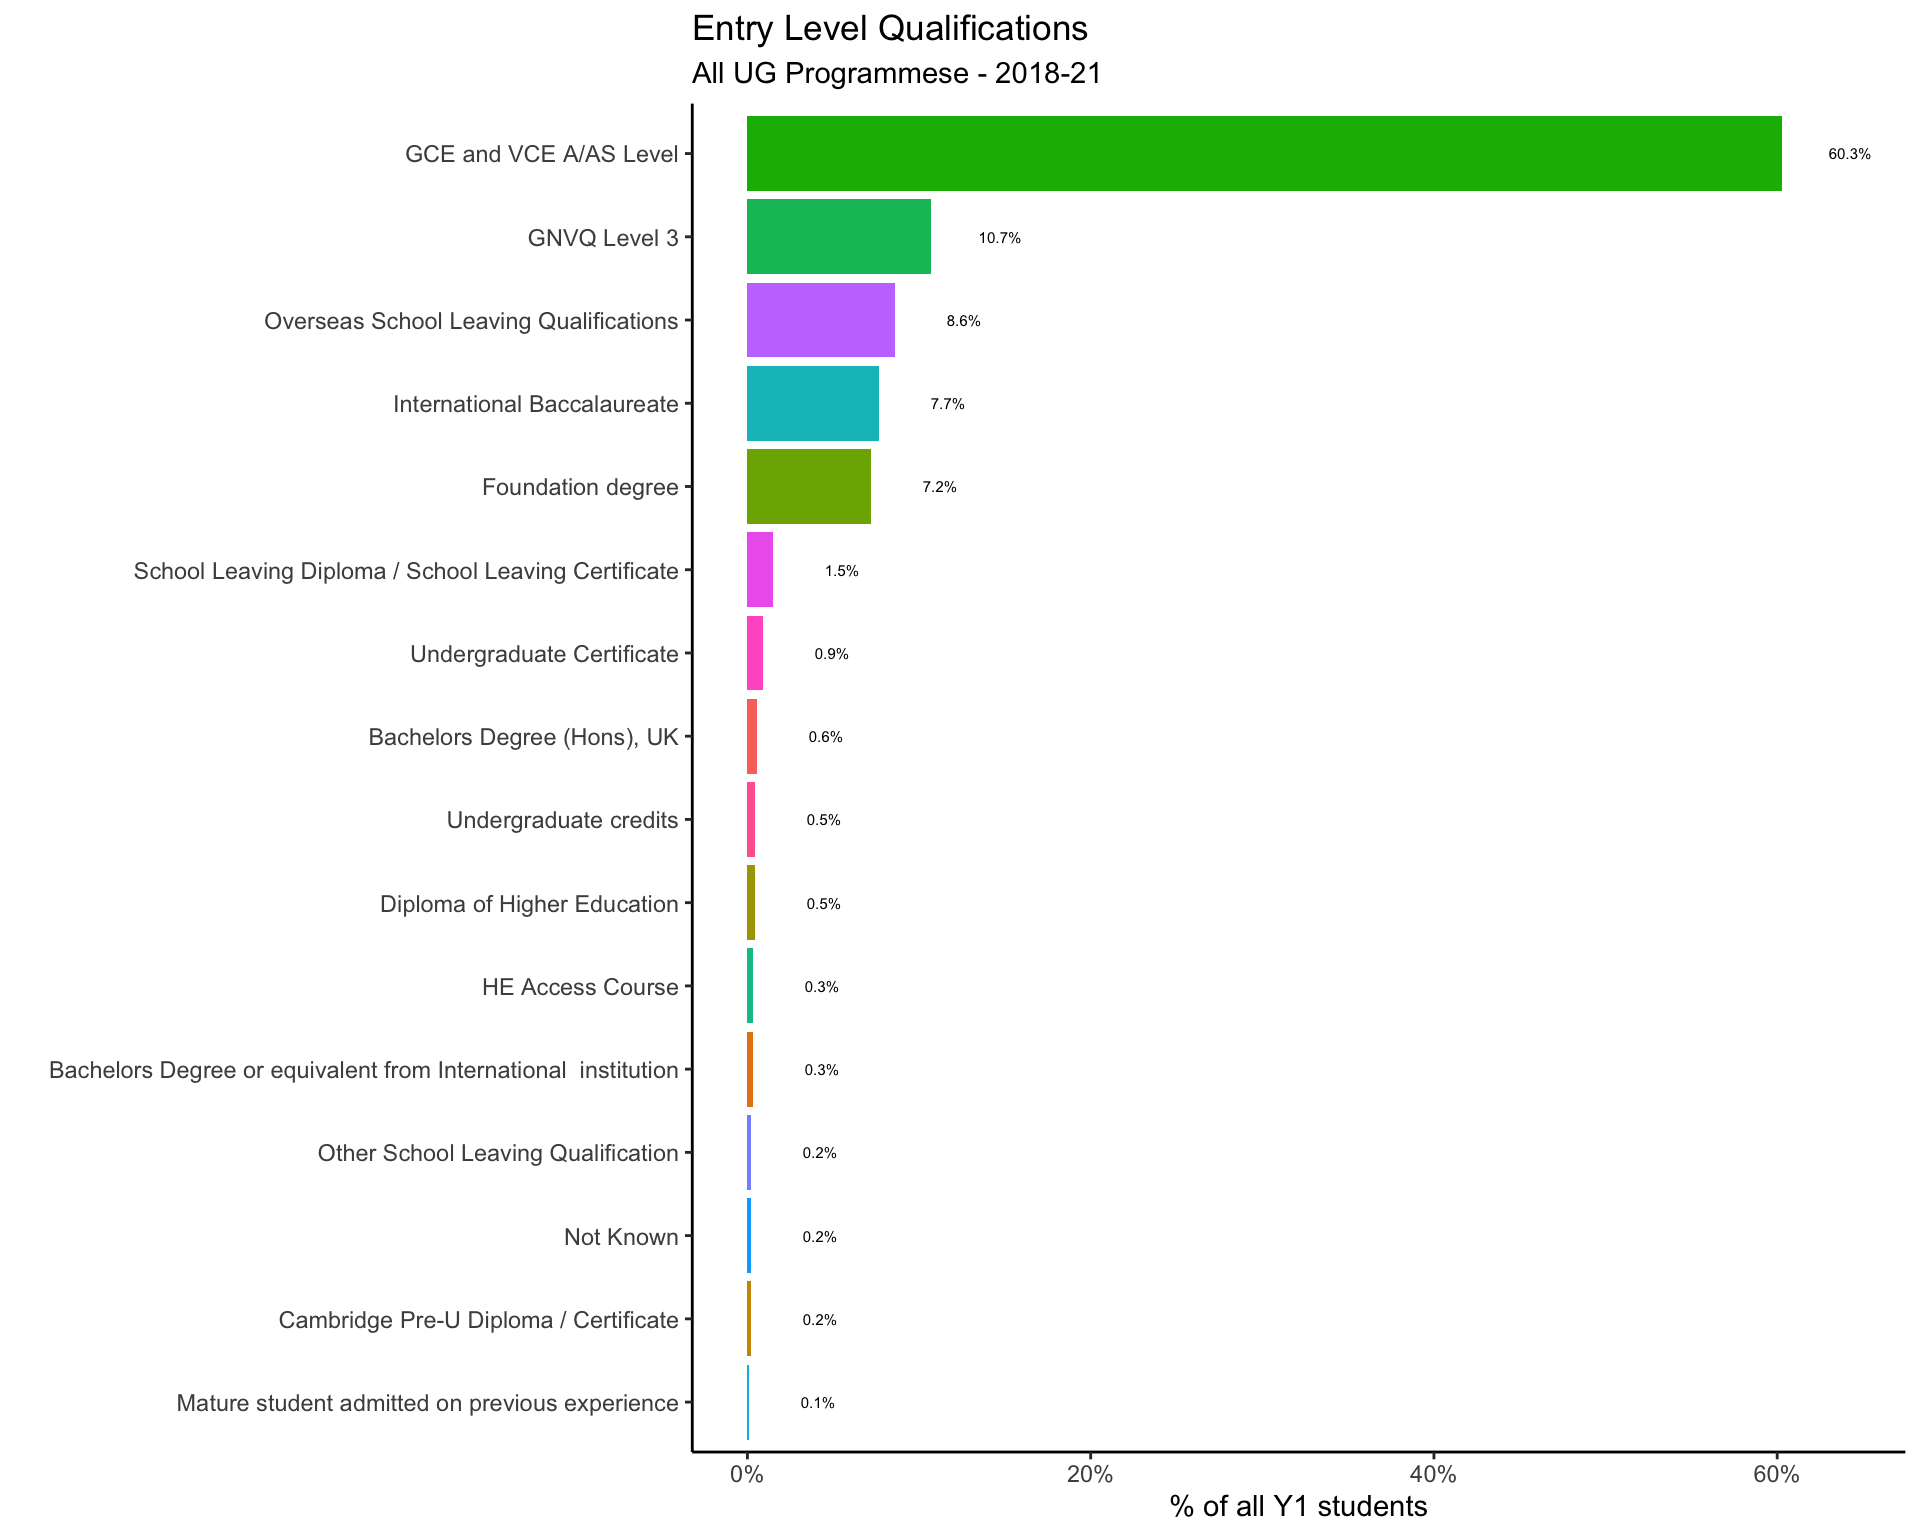 Entry Level Qualifications
All UG Programmese - 2018-21
GCE and VCE A/AS Level 60.3%
GNVQ Level 3 10.7%
Overseas School Leaving Qualifications 8.6%
International Baccalaureate 7.7%
Foundation degree 7.2%
School Leaving Diploma / School Leaving Certificate 1.5%
Undergraduate Certificate 0.9%
Bachelors Degree (Hons), UK 0.6%
Undergraduate credits 0.5%
Diploma of Higher Education 0.5%
HE Access Course 0.3%
Bachelors Degree or equivalent from International  institution 0.3%
Other School Leaving Qualification 0.2%
Not Known 0.2%
Cambridge Pre-U Diploma / Certificate 0.2%
Mature student admitted on previous experience 0.1%
0% 20% 40% 60%
% of all Y1 students